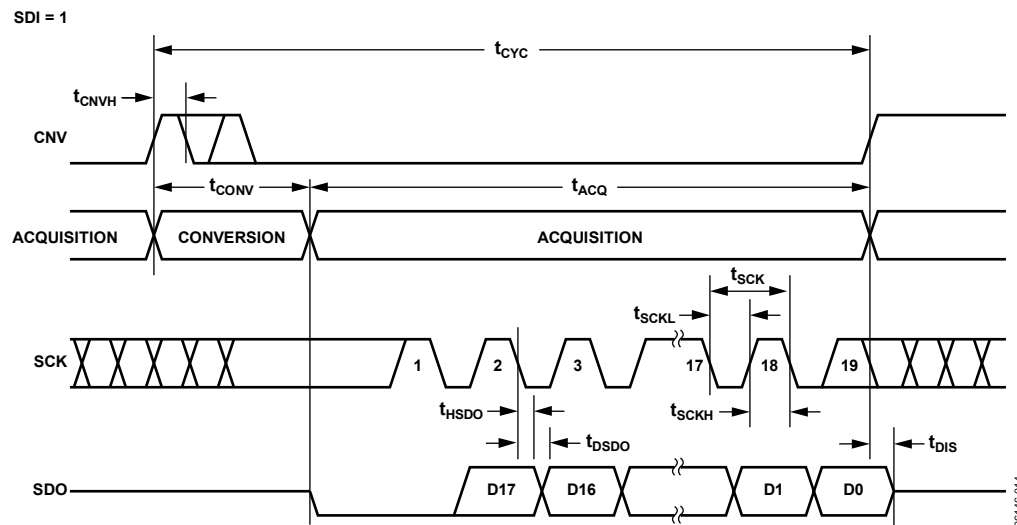 SDI = 1
tCYC
tCNVH
CNV
tCONV
tACQ
ACQUISITION
CONVERSION
ACQUISITION
tSCK
tSCKL
SCK
1
2
3
17
18
19
tHSDO
tSCKH
tDSDO
tDIS
SDO
D17
D16
D1
D0